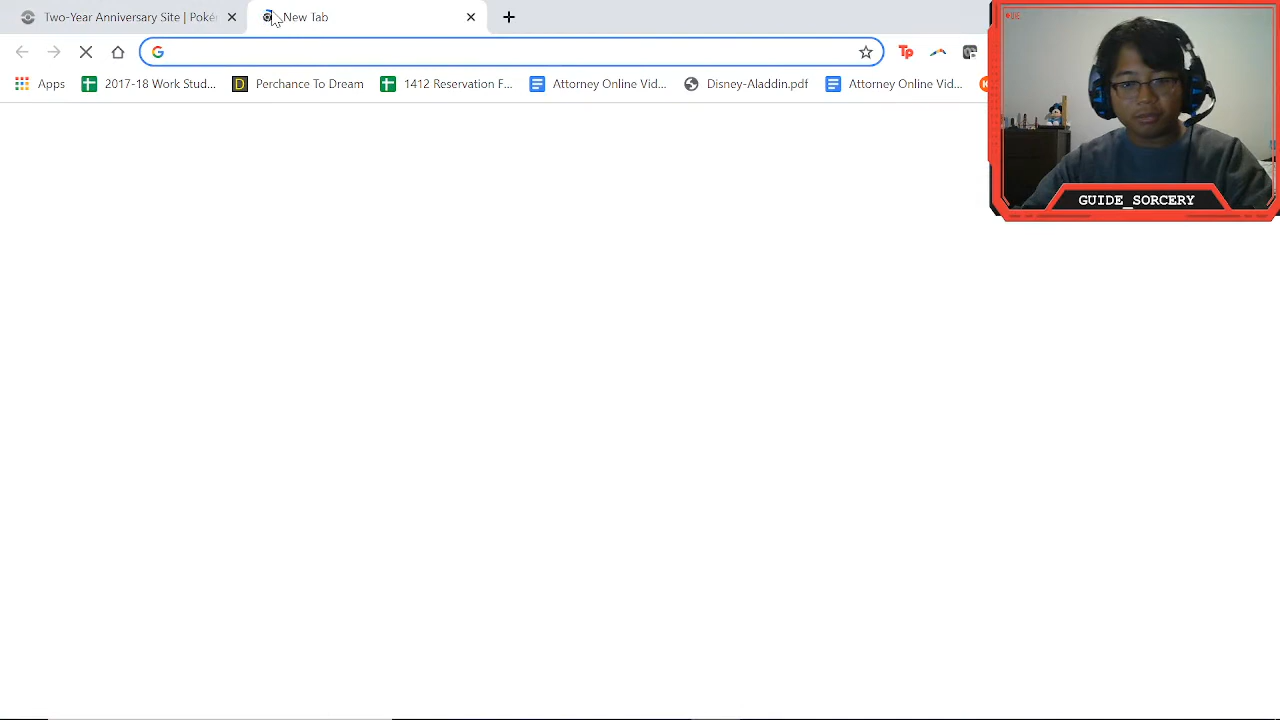 Two-Year Anniversary Site | Poké
New Tab
Apps
2017-18 Work Stud...
Perchance To Dream
1412 Reservation F...
Attorney Online Vid...
Disney-Aladdin.pdf
Attorney Online Vid...
GUIDE_SORCERY